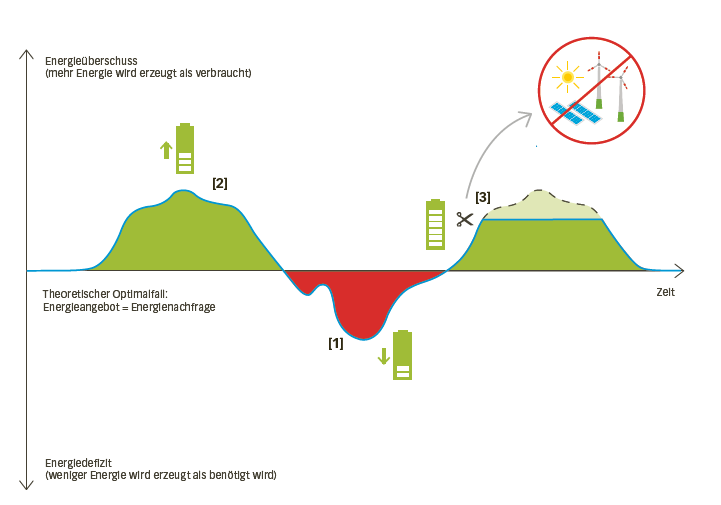 Energieüberschuss
(mehr Energie wird erzeugt als verbraucht)
[2]
[3]
Theoretischer Optimalfall:
Energieangebot = Energienachfrage
Zeit
[1]
Energiedefizit
(weniger Energie wird erzeugt als benötigt wird)